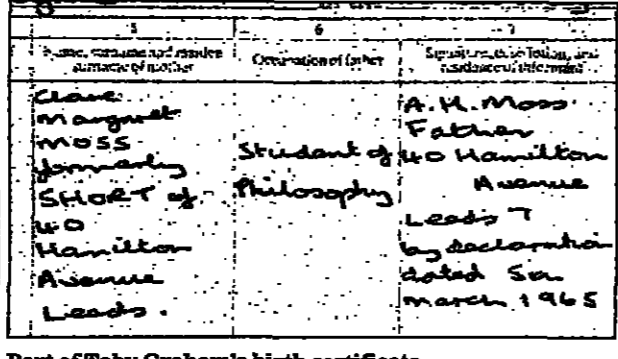 5
6
7
Name, surname and maiden
surname of mother
Occupation of father
Signature, description, and
residence of informant
Clare
Margaret
MOSS
formerly
SHORT of
40
Hamilton
Avenue
Leeds.
Student of
Philosophy
A.H. Moss
Father
40 Hamilton
Avenue
Leeds 7
by declaration
dated 5th
March 1965
Part of Toby Graham's birth certificate